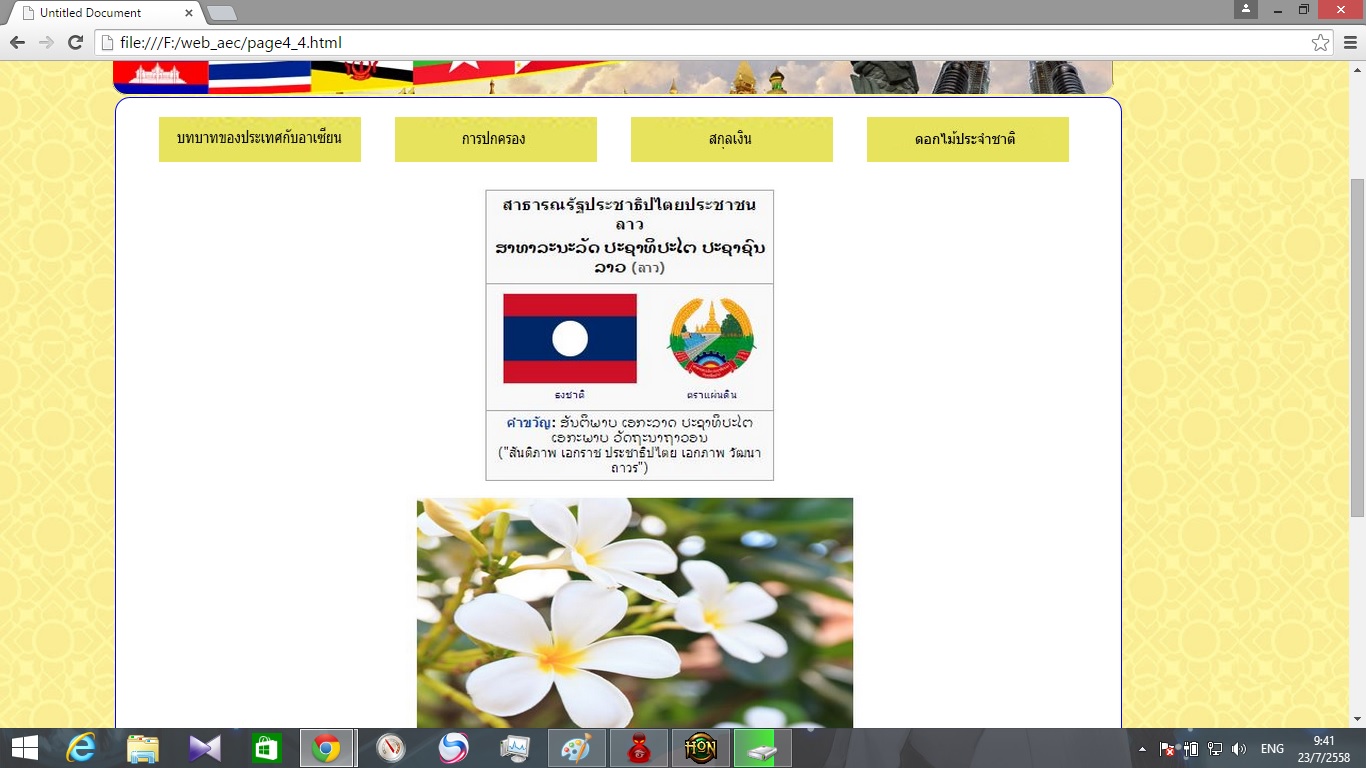 Untitled Document
file:///F:/web_aec/page4_4.html
บทบาทของประเทศกับอาเซียน
การปกครอง
สกุลเงิน
ดอกไม้ประจำชาติ
สาธารณรัฐประชาธิปไตยประชาชน
ลาว
ສາທາລະນະລັດ ປະຊາທິປະໄຕ ປະຊາຊົນ
ລາວ (ลาว)
ธงชาติ
ตราแผ่นดิน
คำขวัญ: ສັນຕິພາບ ເອກະລາດ ປະຊາທິປະໄຕ
ເອກະພາບ ວັດຖະນາຖາວອນ
("สันติภาพ เอกราช ประชาธิปไตย เอกภาพ วัฒนา
ถาวร")
HON
ENG
9:41
23/7/2558